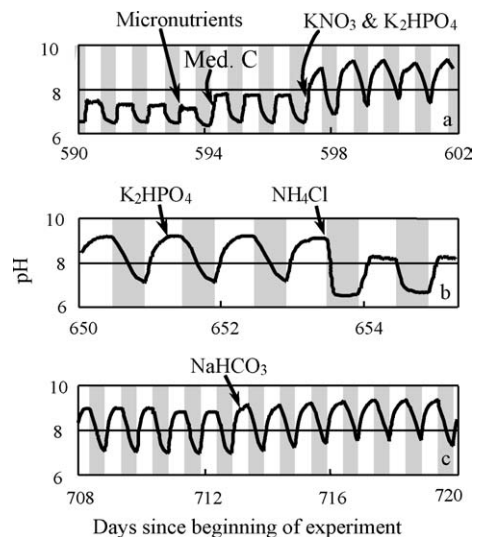 Micronutrients
KNO₃ & K₂HPO₄
Med. C
10
8
6
a
590 594 598 602
K₂HPO₄ NH₄Cl
10
8
6
b
650 652 654
pH
NaHCO₃
10
8
6
c
708 712 716 720
Days since beginning of experiment